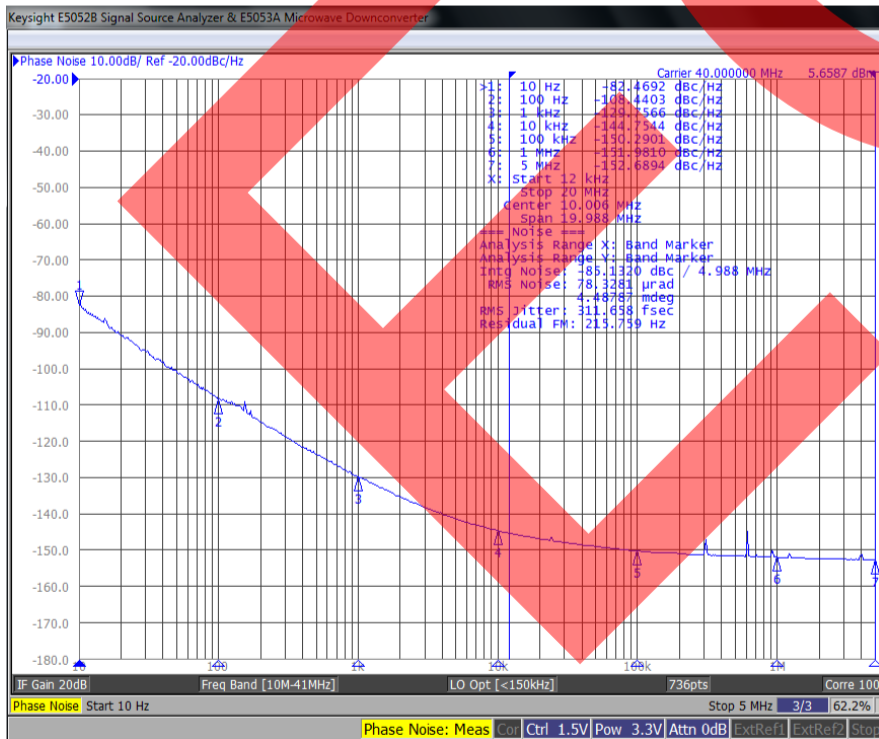 Keysight E5052B Signal Source Analyzer & E5053A Microwave Downconverter
Phase Noise 10.00dB/ Ref -20.00dBc/Hz
Carrier 40.000000 MHz 5.6587 dBm
>1: 10 Hz -82.4692 dBc/Hz
2: 100 Hz -108.4403 dBc/Hz
3: 1 kHz -129.7566 dBc/Hz
4: 10 kHz -144.7544 dBc/Hz
5: 100 kHz -150.2901 dBc/Hz
6: 1 MHz -151.9810 dBc/Hz
7: 5 MHz -152.6894 dBc/Hz
X: Start 12 kHz
Stop 20 MHz
Center 10.006 MHz
Span 19.988 MHz
=== Noise ===
Analysis Range X: Band Marker
Analysis Range Y: Band Marker
Intg Noise: -85.1320 dBc / 4.988 MHz
RMS Noise: 78.3281 µrad
4.48787 mdeg
RMS Jitter: 311.658 fsec
Residual FM: 215.759 Hz
-20.00
-30.00
-40.00
-50.00
-60.00
-70.00
-80.00
-90.00
-100.0
-110.0
-120.0
-130.0
-140.0
-150.0
-160.0
-170.0
-180.0
1
2
3
4
5
6
7
10 100 1k 10k 100k 1M
IF Gain 20dB Freq Band [10M-41MHz] LO Opt [<150kHz] 736pts Corre 100
Phase Noise Start 10 Hz Stop 5 MHz 3/3 62.2%
Phase Noise: Meas Cor Ctrl 1.5V Pow 3.3V Attn 0dB ExtRef1 ExtRef2 Stop